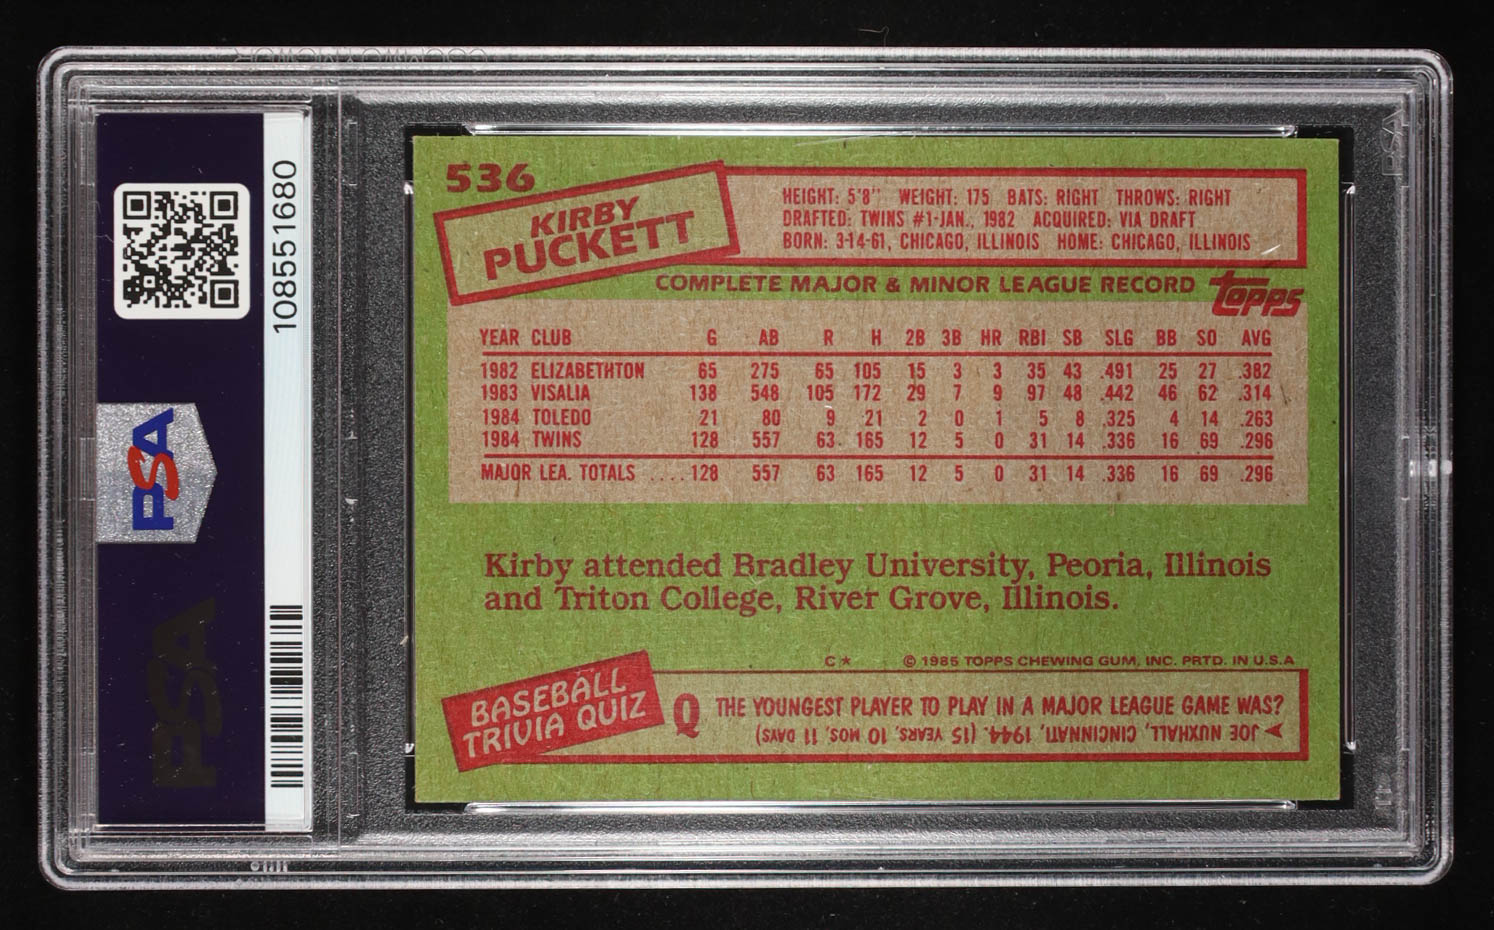 536
KIRBY
PUCKETT
HEIGHT: 5'8" WEIGHT: 175 BATS: RIGHT THROWS: RIGHT
DRAFTED: TWINS #1-JAN., 1982 ACQUIRED: VIA DRAFT
BORN: 3-14-61, CHICAGO, ILLINOIS HOME: CHICAGO, ILLINOIS
COMPLETE MAJOR & MINOR LEAGUE RECORD topps
YEAR CLUB G AB R H 2B 3B HR RBI SB SLG BB SO AVG
1982 ELIZABETHTON 65 275 65 105 15 3 3 35 43 .491 25 27 .382
1983 VISALIA 138 548 105 172 29 7 9 97 48 .442 46 62 .314
1984 TOLEDO 21 80 9 21 2 0 1 5 8 .325 4 14 .263
1984 TWINS 128 557 63 165 12 5 0 31 14 .336 16 69 .296
MAJOR LEA. TOTALS .... 128 557 63 165 12 5 0 31 14 .336 16 69 .296
Kirby attended Bradley University, Peoria, Illinois
and Triton College, River Grove, Illinois.
C★ © 1985 TOPPS CHEWING GUM, INC. PRTD. IN U.S.A
BASEBALL
TRIVIA QUIZ
Q THE YOUNGEST PLAYER TO PLAY IN A MAJOR LEAGUE GAME WAS?
JOE NUXHALL, CINCINNATI, 1944. (15 YEARS, 10 MOS. 11 DAYS)
108551680
PSA
PSA
PSA